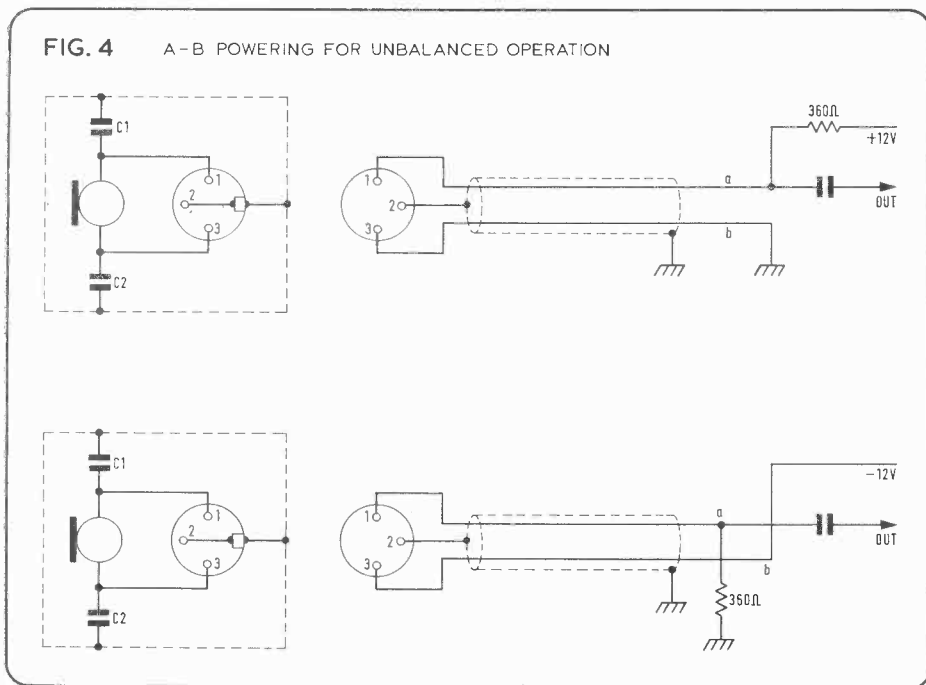 FIG. 4 A-B POWERING FOR UNBALANCED OPERATION
C1
1
2
3
C2
1
2
3
a
b
360Ω
+12V
OUT
C1
1
2
3
C2
1
2
3
a
b
-12V
OUT
360Ω